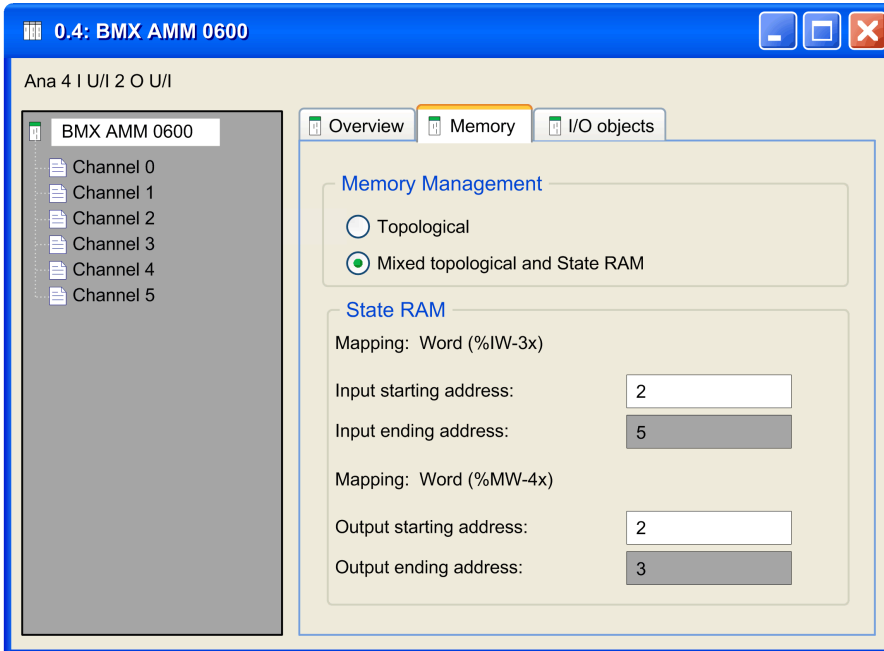 0.4: BMX AMM 0600
Ana 4 I U/I 2 O U/I
BMX AMM 0600
Channel 0
Channel 1
Channel 2
Channel 3
Channel 4
Channel 5
Overview Memory I/O objects
Memory Management
Topological
Mixed topological and State RAM
State RAM
Mapping: Word (%IW-3x)
Input starting address: 2
Input ending address: 5
Mapping: Word (%MW-4x)
Output starting address: 2
Output ending address: 3